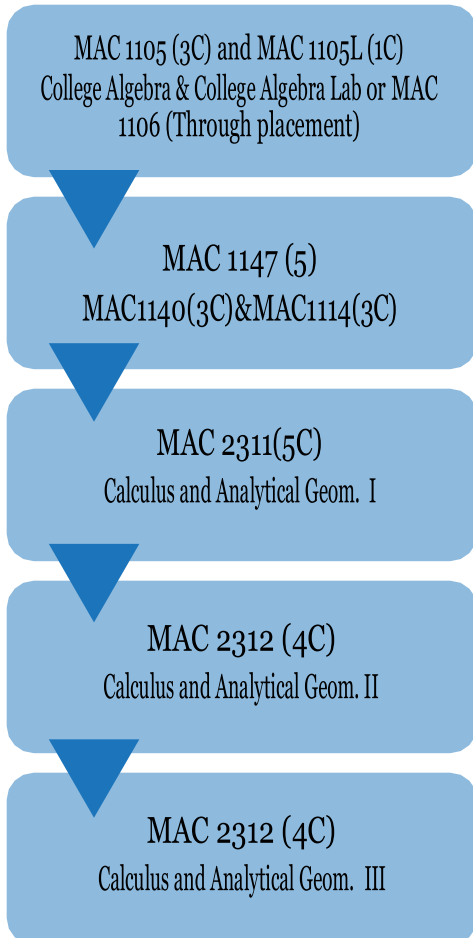 MAC 1105 (3C) and MAC 1105L (1C)
College Algebra & College Algebra Lab or MAC
1106 (Through placement)
MAC 1147 (5)
MAC1140(3C)&MAC1114(3C)
MAC 2311(5C)
Calculus and Analytical Geom. I
MAC 2312 (4C)
Calculus and Analytical Geom. II
MAC 2312 (4C)
Calculus and Analytical Geom. III